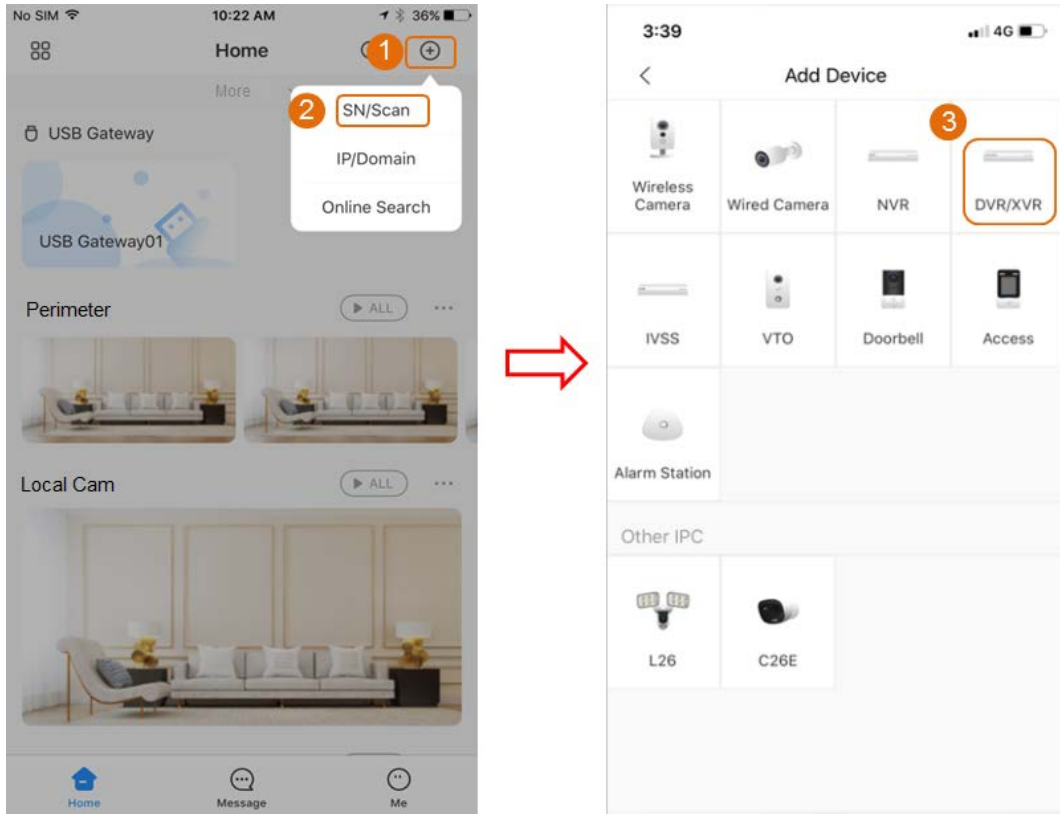 No SIM 10:22 AM 36%
Home 1
More
2 SN/Scan
IP/Domain
Online Search
USB Gateway
USB Gateway01
Perimeter ALL
Local Cam ALL
Home Message Me
3:39 4G
Add Device
3
Wireless
Camera Wired Camera NVR DVR/XVR
IVSS VTO Doorbell Access
Alarm Station
Other IPC
L26 C26E